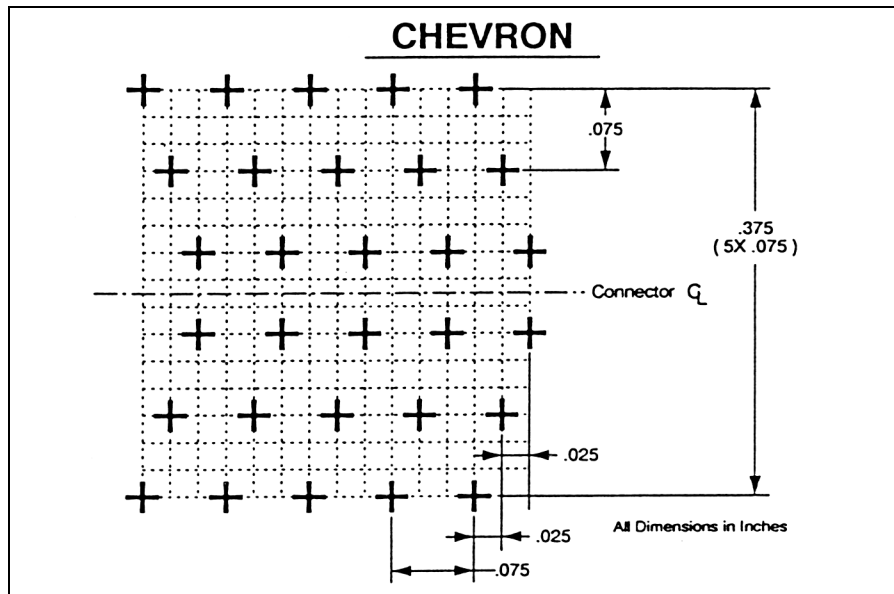 CHEVRON
.075
.375
( 5X .075 )
Connector ℄
.025
All Dimensions in Inches
.025
.075